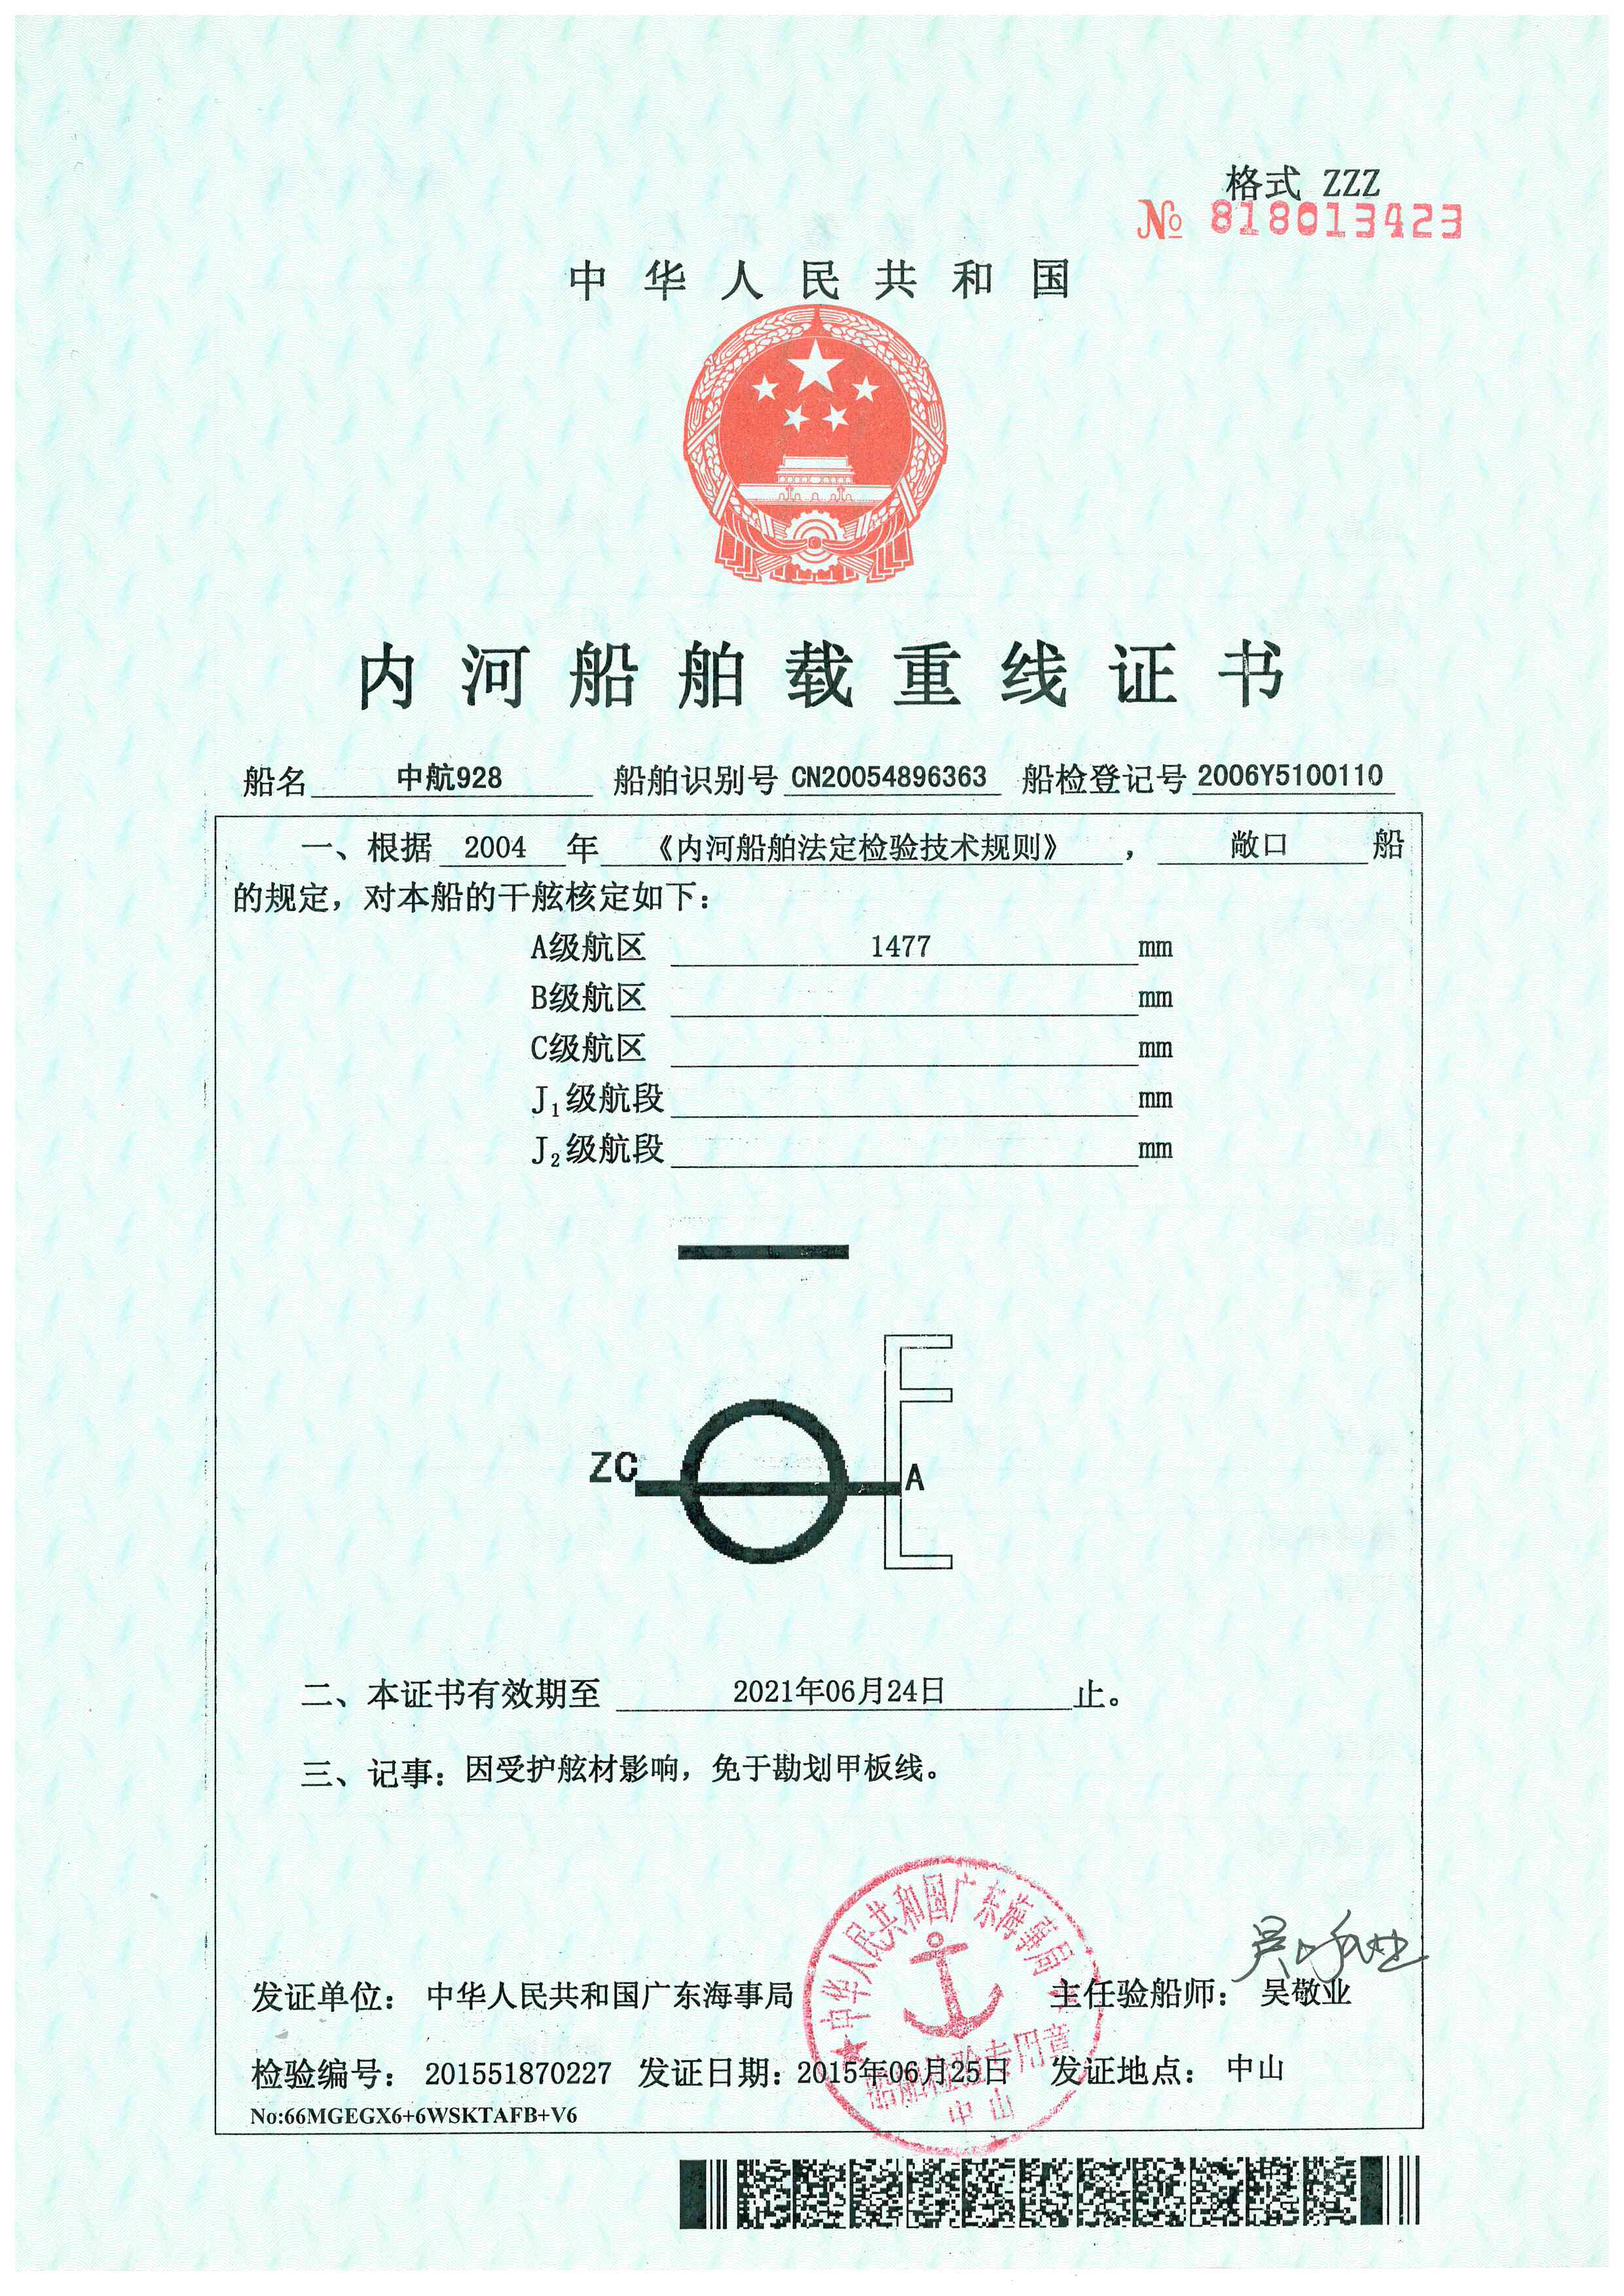 格式 ZZZ
№ 818013423
中华人民共和国
内河船舶载重线证书
船名 中航928 船舶识别号 CN20054896363 船检登记号 2006Y5100110
一、根据 2004 年 《内河船舶法定检验技术规则》 , 敞口 船
的规定，对本船的干舷核定如下：
A级航区 1477 mm
B级航区 mm
C级航区 mm
J₁级航段 mm
J₂级航段 mm
ZC A
二、本证书有效期至 2021年06月24日 止。
三、记事：因受护舷材影响，免于勘划甲板线。
中华人民共和国广东海事局
船舶检验专用章
中山
吴敬业
发证单位： 中华人民共和国广东海事局 主任验船师： 吴敬业
检验编号： 201551870227 发证日期：2015年06月25日 发证地点： 中山
No:66MGEGX6+6WSKTAFB+V6